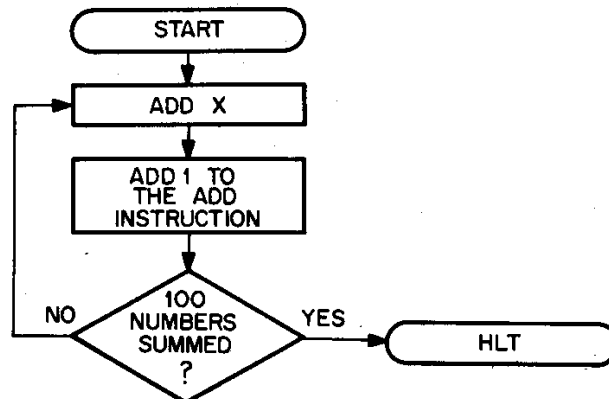 START
ADD X
ADD 1 TO
THE ADD
INSTRUCTION
100
NUMBERS
SUMMED
?
NO
YES
HLT